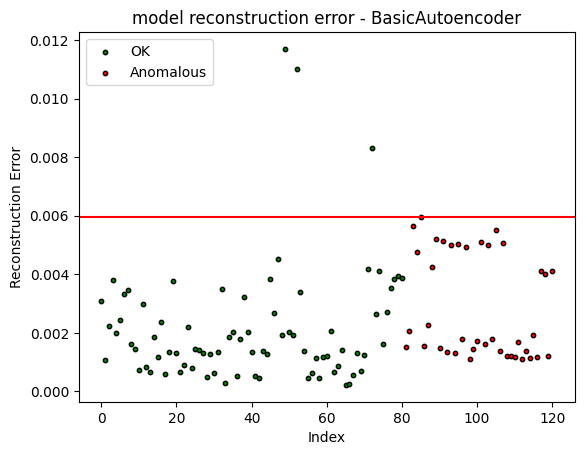 model reconstruction error - BasicAutoencoder
OK
Anomalous
Reconstruction Error
0.012
0.010
0.008
0.006
0.004
0.002
0.000
0 20 40 60 80 100 120
Index